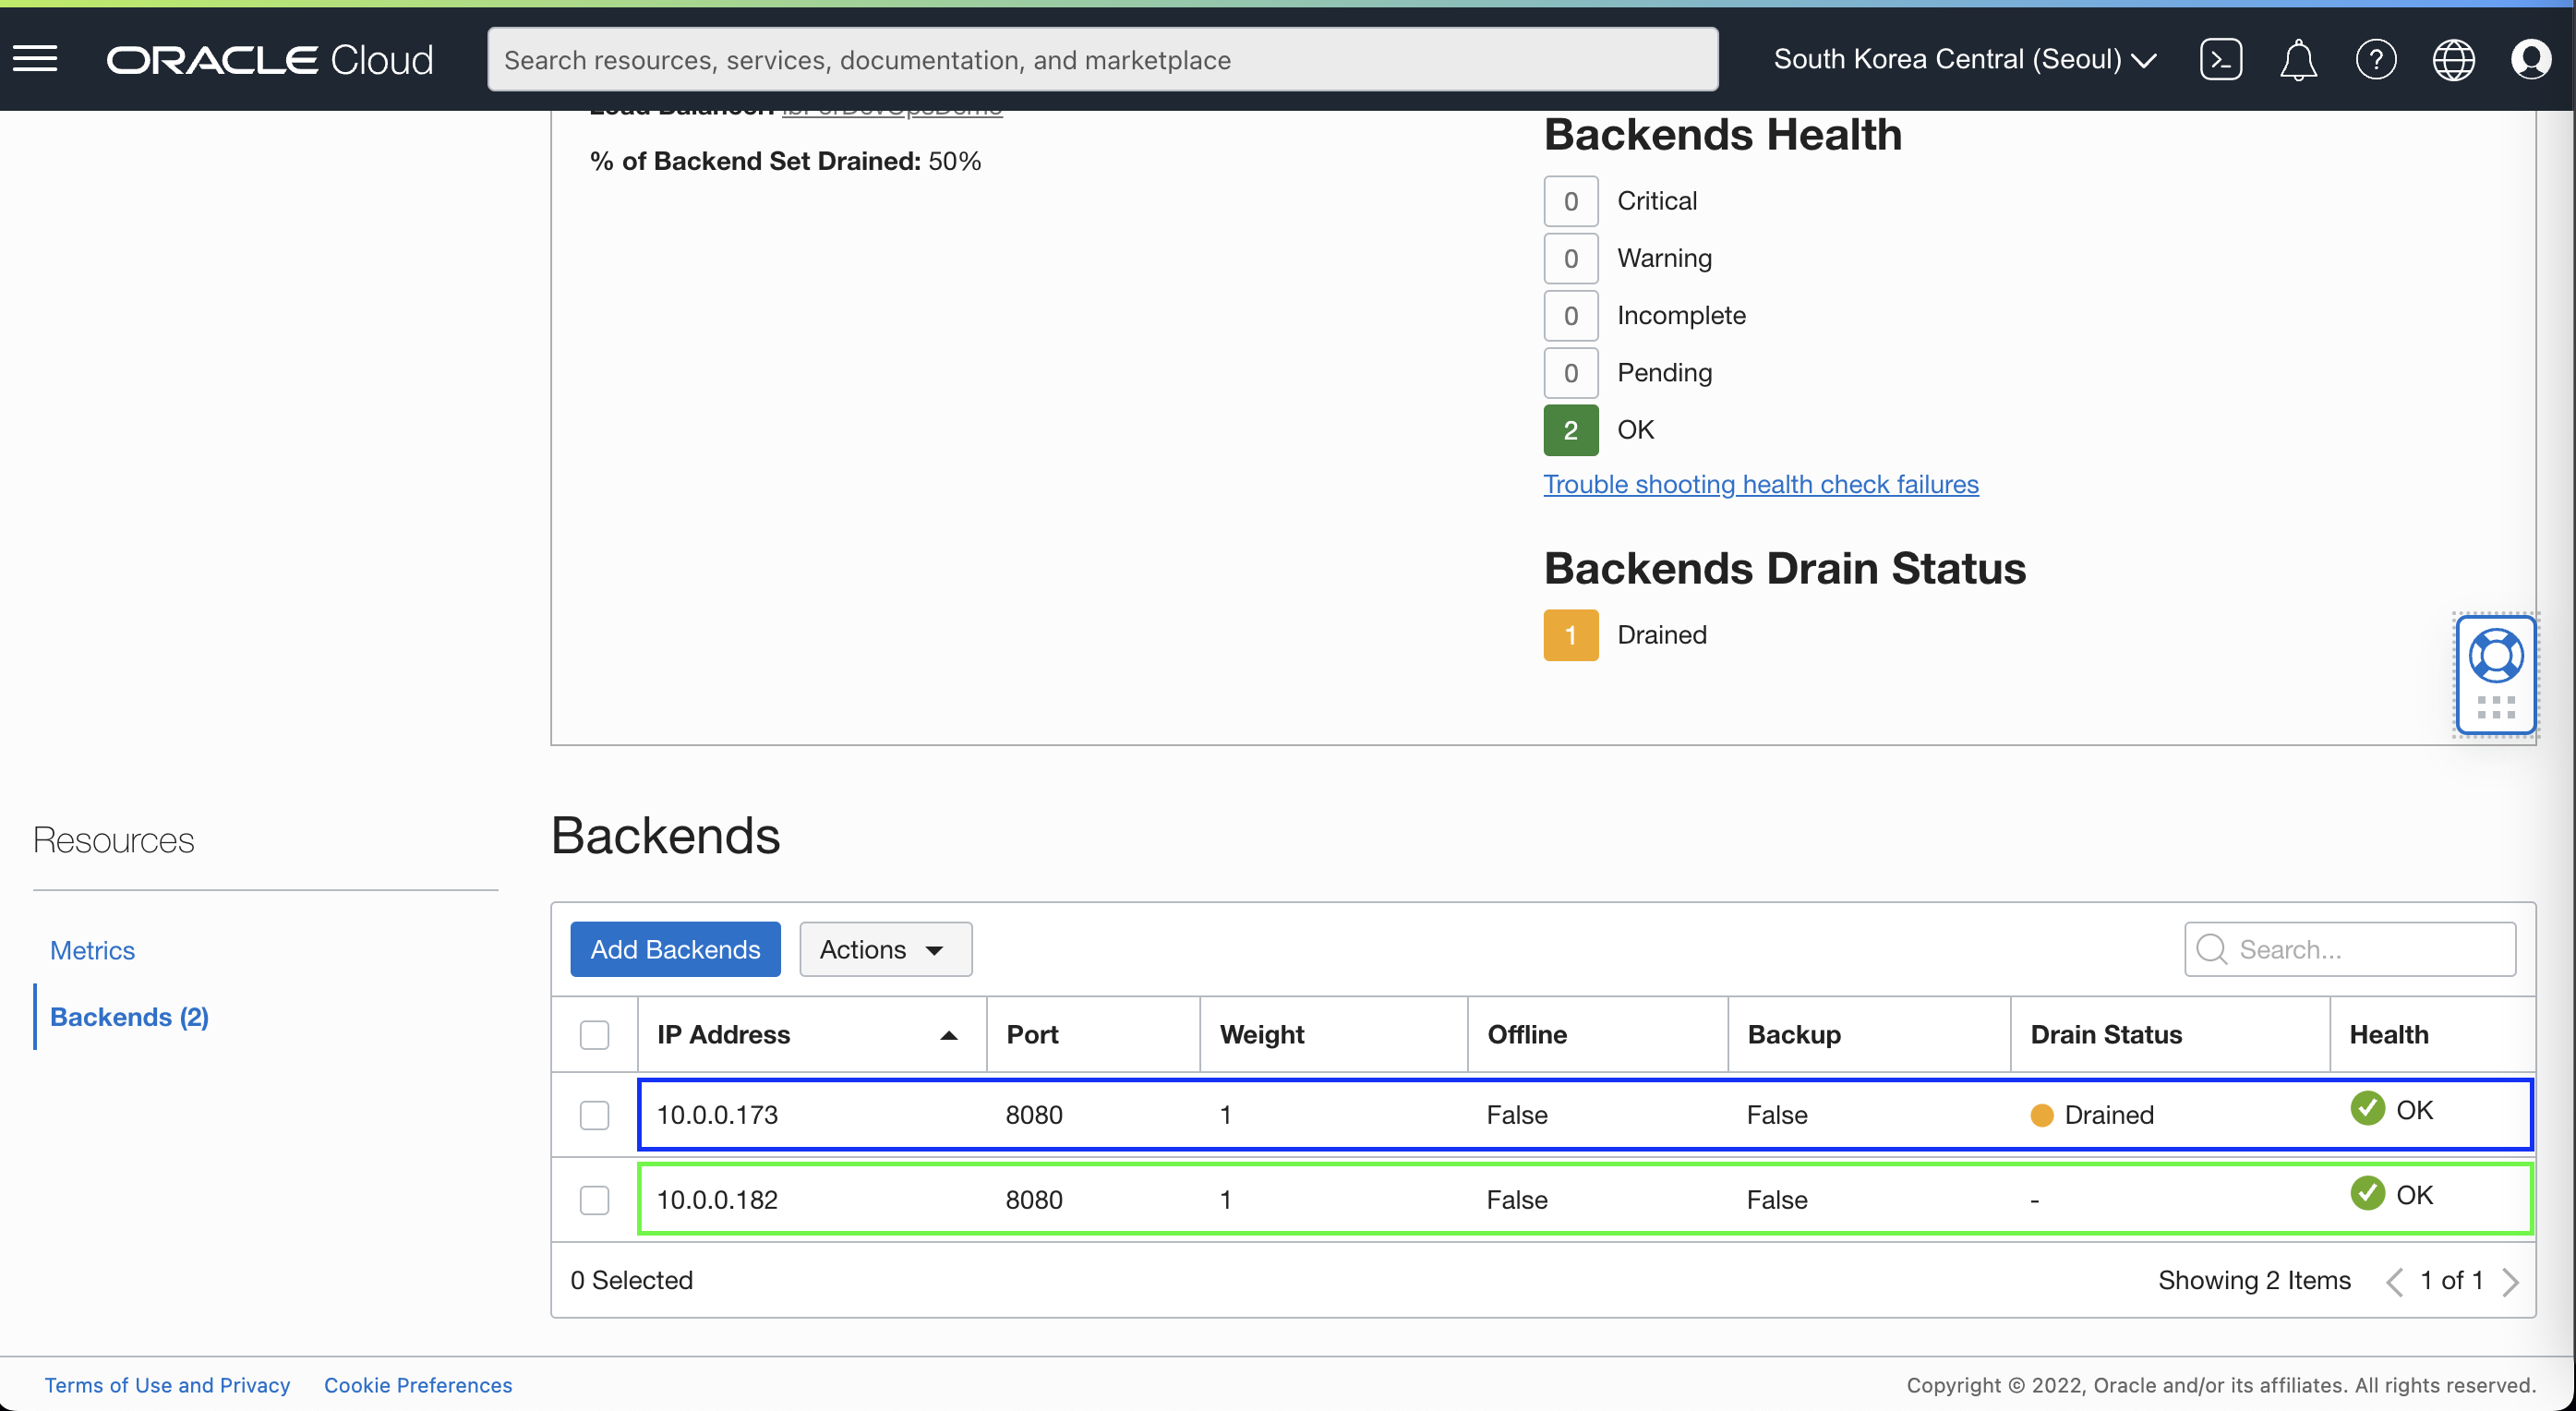 ORACLE Cloud
Search resources, services, documentation, and marketplace
South Korea Central (Seoul)
Load Balancer: lbForDevOpsDemo
% of Backend Set Drained: 50%
Backends Health
0 Critical
0 Warning
0 Incomplete
0 Pending
2 OK
Trouble shooting health check failures
Backends Drain Status
1 Drained
Resources
Metrics
Backends (2)
Backends
Add Backends
Actions
Search...
IP Address Port Weight Offline Backup Drain Status Health
10.0.0.173 8080 1 False False Drained OK
10.0.0.182 8080 1 False False - OK
0 Selected
Showing 2 Items
1 of 1
Terms of Use and Privacy
Cookie Preferences
Copyright © 2022, Oracle and/or its affiliates. All rights reserved.